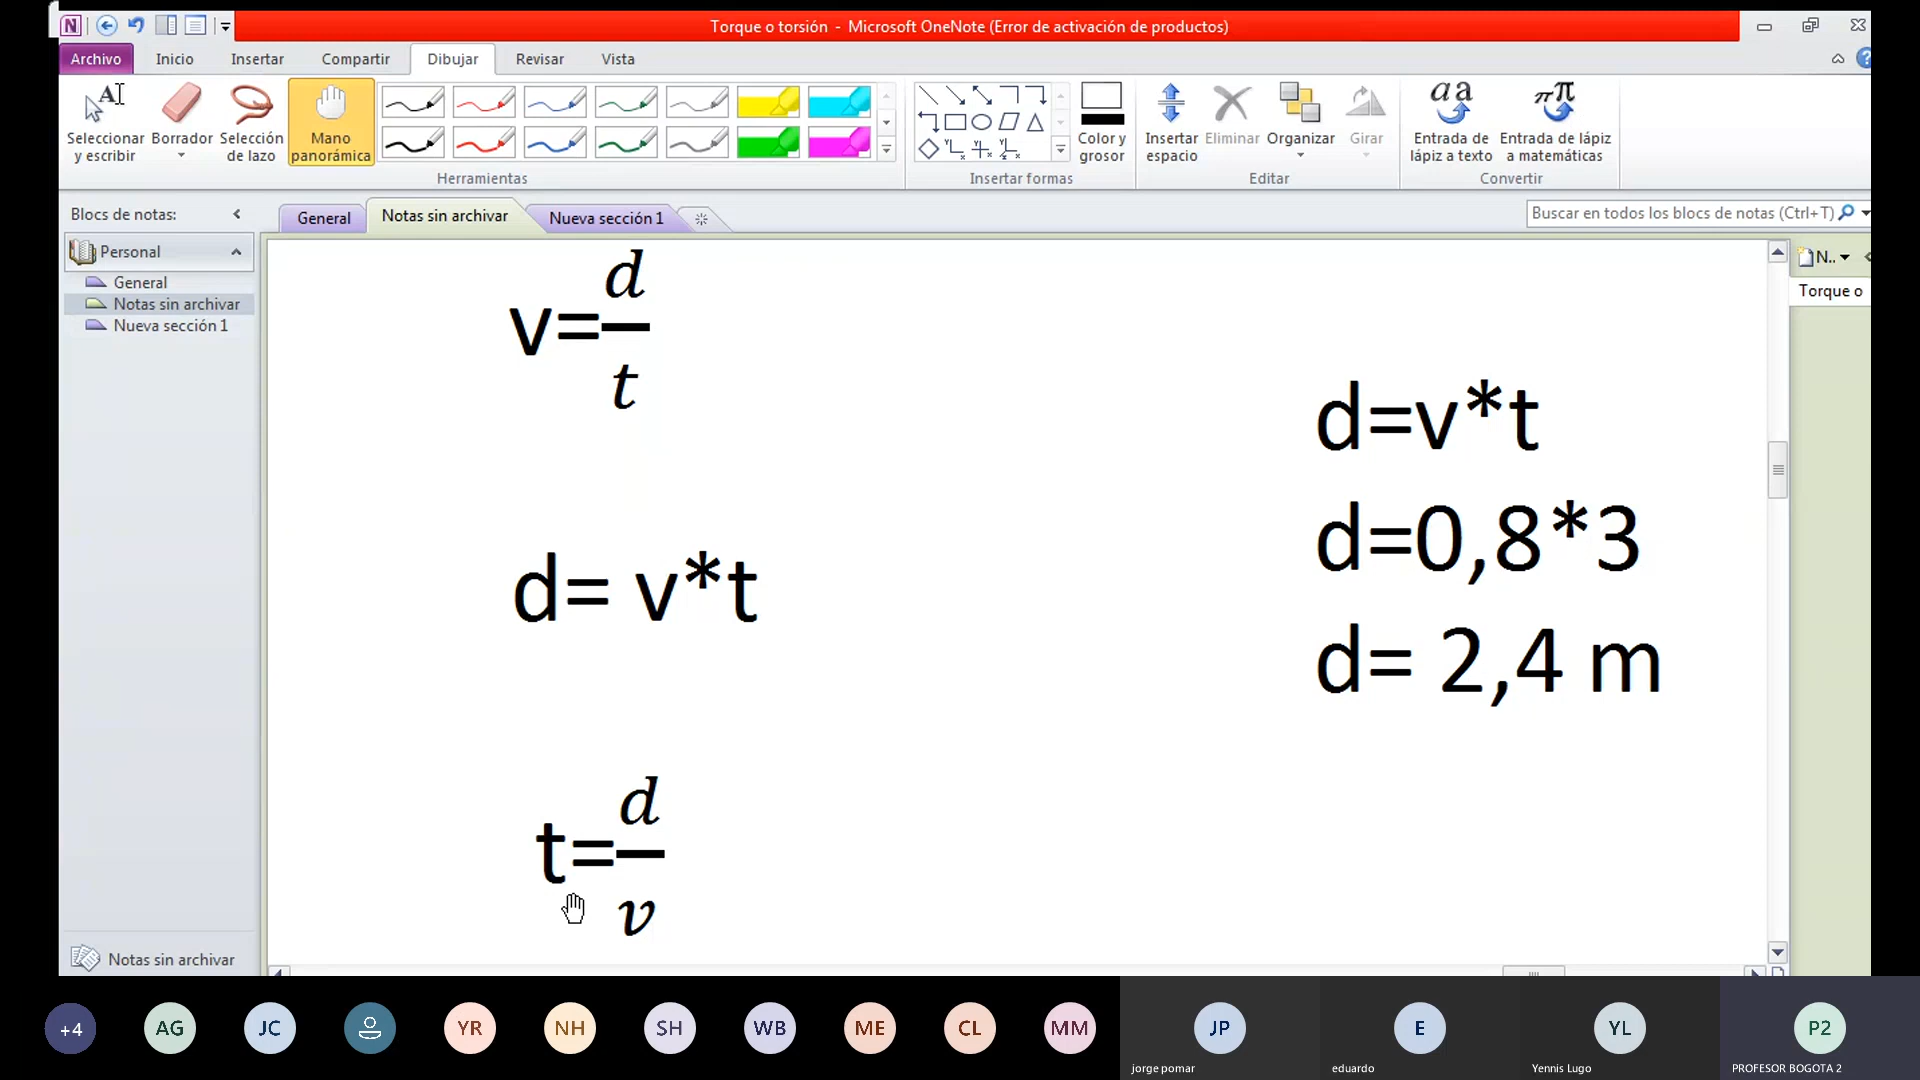 Torque o torsión - Microsoft OneNote (Error de activación de productos)
Archivo Inicio Insertar Compartir Dibujar Revisar Vista
Seleccionar y escribir
Borrador
Selección de lazo
Mano panorámica
Color y grosor
Insertar espacio
Eliminar
Organizar
Girar
Entrada de lápiz a texto
Entrada de lápiz a matemáticas
Herramientas
Insertar formas
Editar
Convertir
Blocs de notas:
General
Notas sin archivar
Nueva sección 1
Buscar en todos los blocs de notas (Ctrl+T)
Personal
General
Notas sin archivar
Nueva sección 1
N..
Torque o
v=d/t
d= v*t
t=d/v
d=v*t
d=0,8*3
d= 2,4 m
Notas sin archivar
+4 AG JC YR NH SH WB ME CL MM JP E YL P2
jorge pomar
eduardo
Yennis Lugo
PROFESOR BOGOTA 2